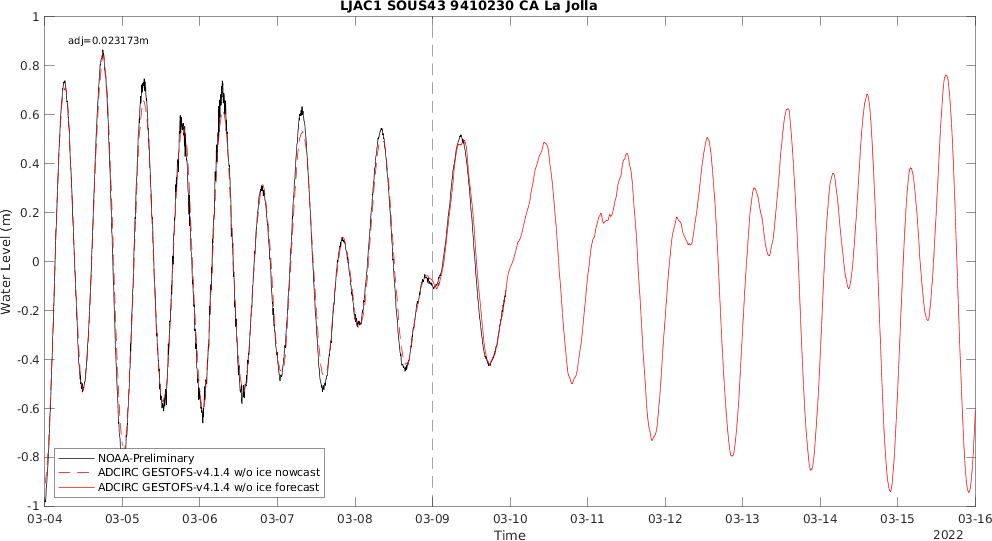 LJAC1 SOUS43 9410230 CA La Jolla
adj=0.023173m
1
0.8
0.6
0.4
0.2
0
-0.2
-0.4
-0.6
-0.8
-1
Water Level (m)
NOAA-Preliminary
ADCIRC GESTOFS-v4.1.4 w/o ice nowcast
ADCIRC GESTOFS-v4.1.4 w/o ice forecast
03-04 03-05 03-06 03-07 03-08 03-09 03-10 03-11 03-12 03-13 03-14 03-15 03-16
Time
2022